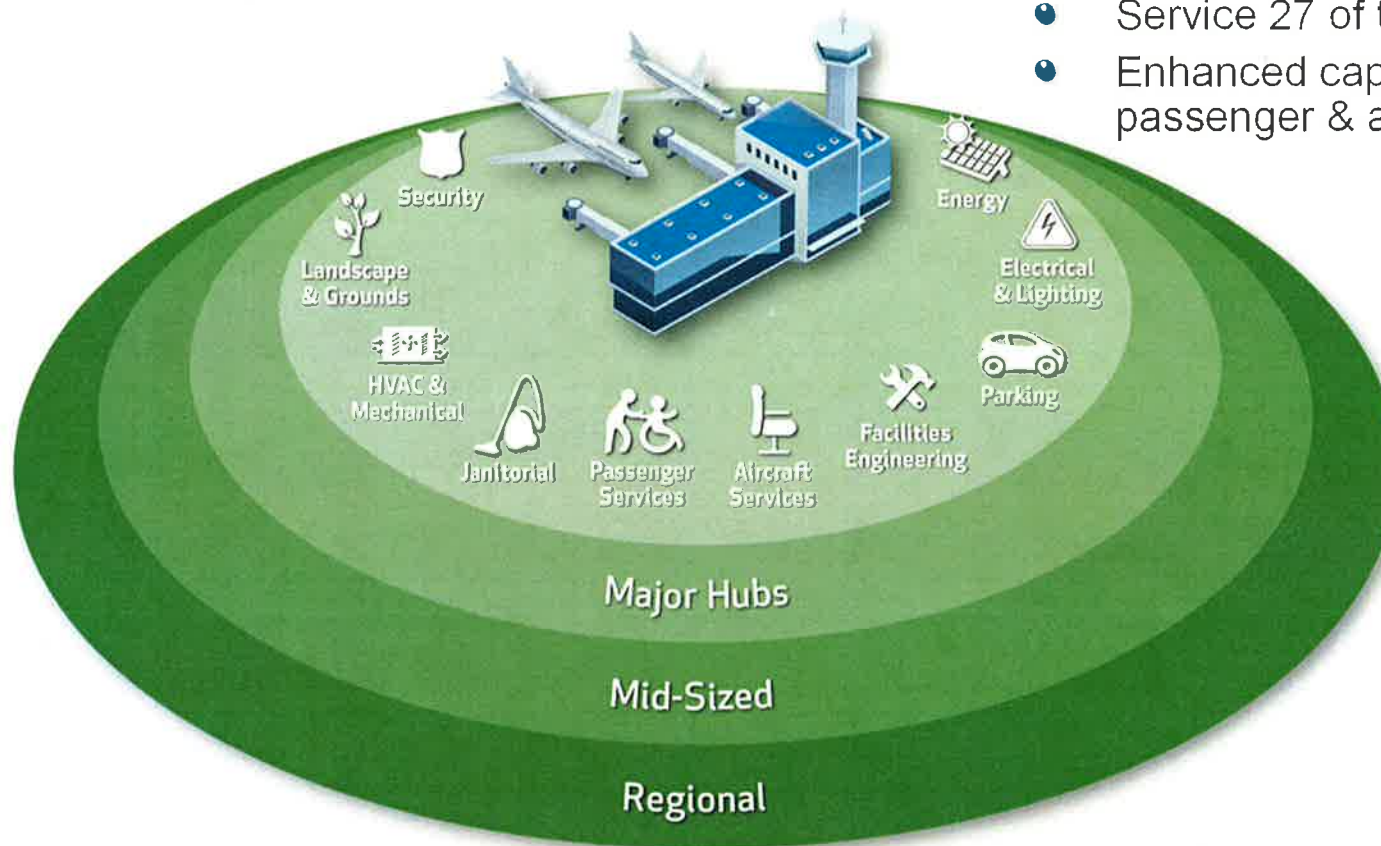 Service 27 of t
Enhanced cap
passenger & a
Security
Energy
Landscape
& Grounds
Electrical
& Lighting
HVAC &
Mechanical
Parking
Janitorial
Passenger
Services
Aircraft
Services
Facilities
Engineering
Major Hubs
Mid-Sized
Regional